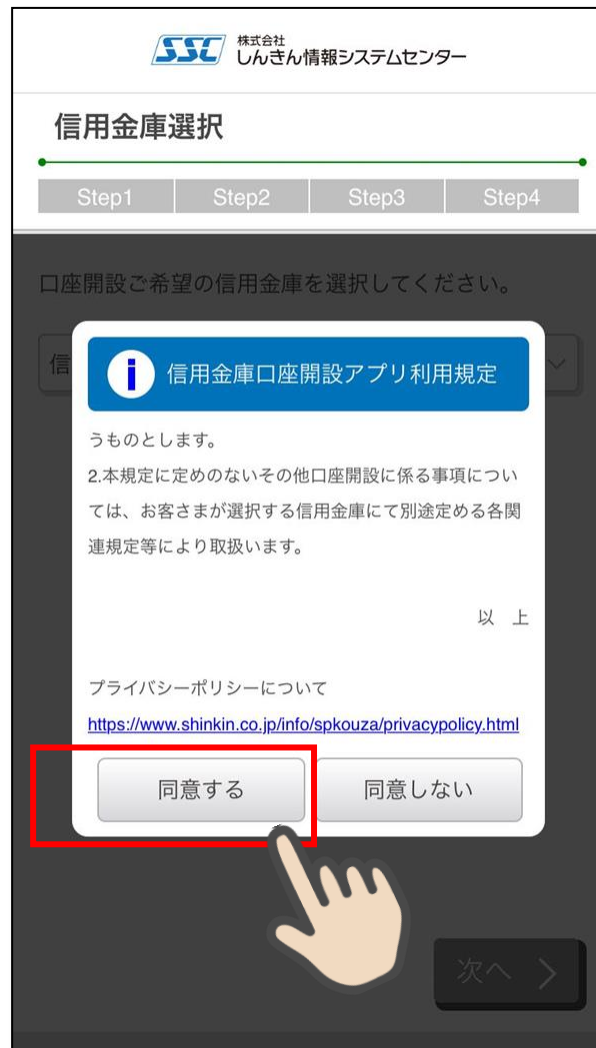 SSC 株式会社
しんきん情報システムセンター
信用金庫選択
Step1 Step2 Step3 Step4
口座開設ご希望の信用金庫を選択してください。
信
i 信用金庫口座開設アプリ利用規定
うものとします。
2.本規定に定めのないその他口座開設に係る事項につい
ては、お客さまが選択する信用金庫にて別途定める各関
連規定等により取扱います。
以 上
プライバシーポリシーについて
https://www.shinkin.co.jp/info/spkouza/privacypolicy.html
同意する 同意しない
次へ